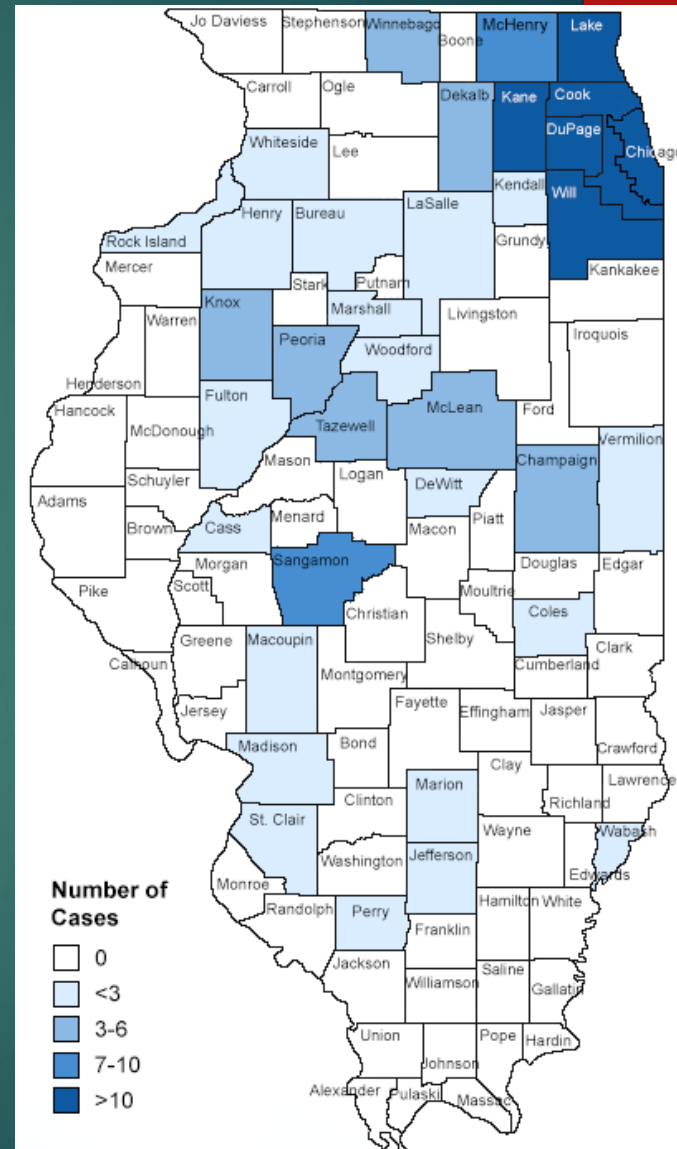 Jo Daviess
Stephenson
Winnebago
Boone
McHenry
Lake
Carroll
Ogle
Dekalb
Kane
Cook
DuPage
Chicago
Whiteside
Lee
Kendall
Will
Henry
Bureau
LaSalle
Rock Island
Grundy
Mercer
Stark
Putnam
Kankakee
Knox
Marshall
Warren
Livingston
Peoria
Woodford
Iroquois
Henderson
Fulton
Hancock
McLean
Ford
McDonough
Tazewell
Vermilion
Mason
Champaign
Schuyler
Logan
DeWitt
Adams
Menard
Piatt
Brown
Cass
Macon
Morgan
Sangamon
Douglas
Edgar
Pike
Scott
Moultrie
Christian
Coles
Greene
Macoupin
Shelby
Clark
Calhoun
Montgomery
Cumberland
Fayette
Jersey
Effingham
Jasper
Madison
Bond
Crawford
Clay
Marion
Lawrence
Clinton
Richland
St. Clair
Wayne
Wabash
Jefferson
Washington
Edwards
Monroe
Hamilton
White
Randolph
Perry
Franklin
Jackson
Saline
Williamson
Gallatin
Union
Pope
Hardin
Johnson
Alexander
Pulaski
Massac
Number of
Cases
0
<3
3-6
7-10
>10